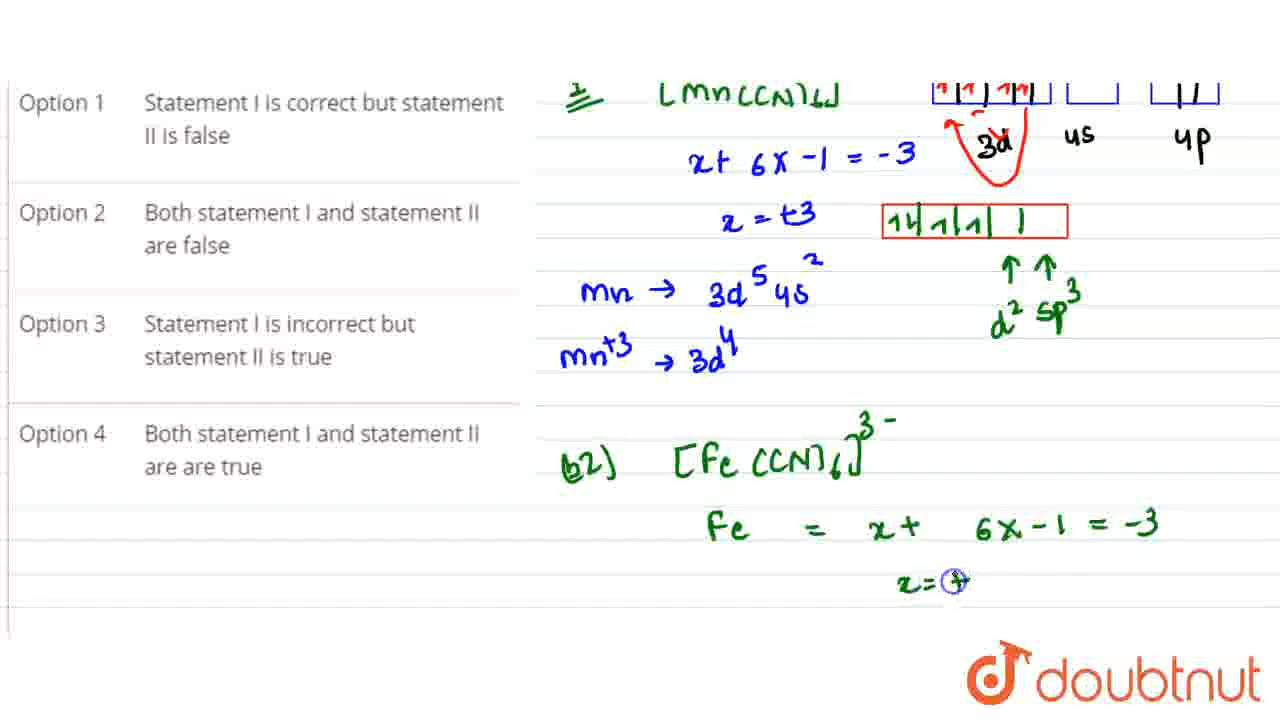 Option 1 Statement I is correct but statement
II is false
Option 2 Both statement I and statement II
are false
Option 3 Statement I is incorrect but
statement II is true
Option 4 Both statement I and statement II
are are true
[Mn(CN)6]
3d 4s 4p
x+ 6x -1 = -3
x = +3
mn → 3d⁵ 4s²
mn⁺³ → 3d⁴
1↓ 1 1
↑ ↑
d² sp³
b2) [Fe(CN)6]³⁻
Fe = x+ 6x-1 = -3
x= +
doubtnut